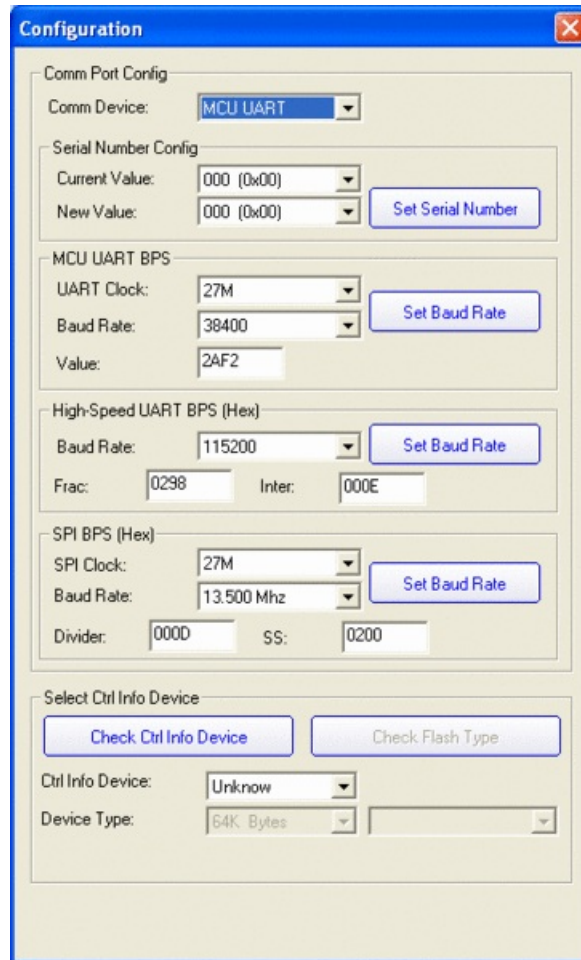 Configuration
Comm Port Config
Comm Device: MCU UART
Serial Number Config
Current Value: 000 (0x00)
New Value: 000 (0x00) Set Serial Number
MCU UART BPS
UART Clock: 27M
Set Baud Rate
Baud Rate: 38400
Value: 2AF2
High-Speed UART BPS (Hex)
Baud Rate: 115200 Set Baud Rate
Frac: 0298 Inter: 000E
SPI BPS (Hex)
SPI Clock: 27M
Set Baud Rate
Baud Rate: 13.500 Mhz
Divider: 000D SS: 0200
Select Ctrl Info Device
Check Ctrl Info Device Check Flash Type
Ctrl Info Device: Unknow
Device Type: 64K Bytes